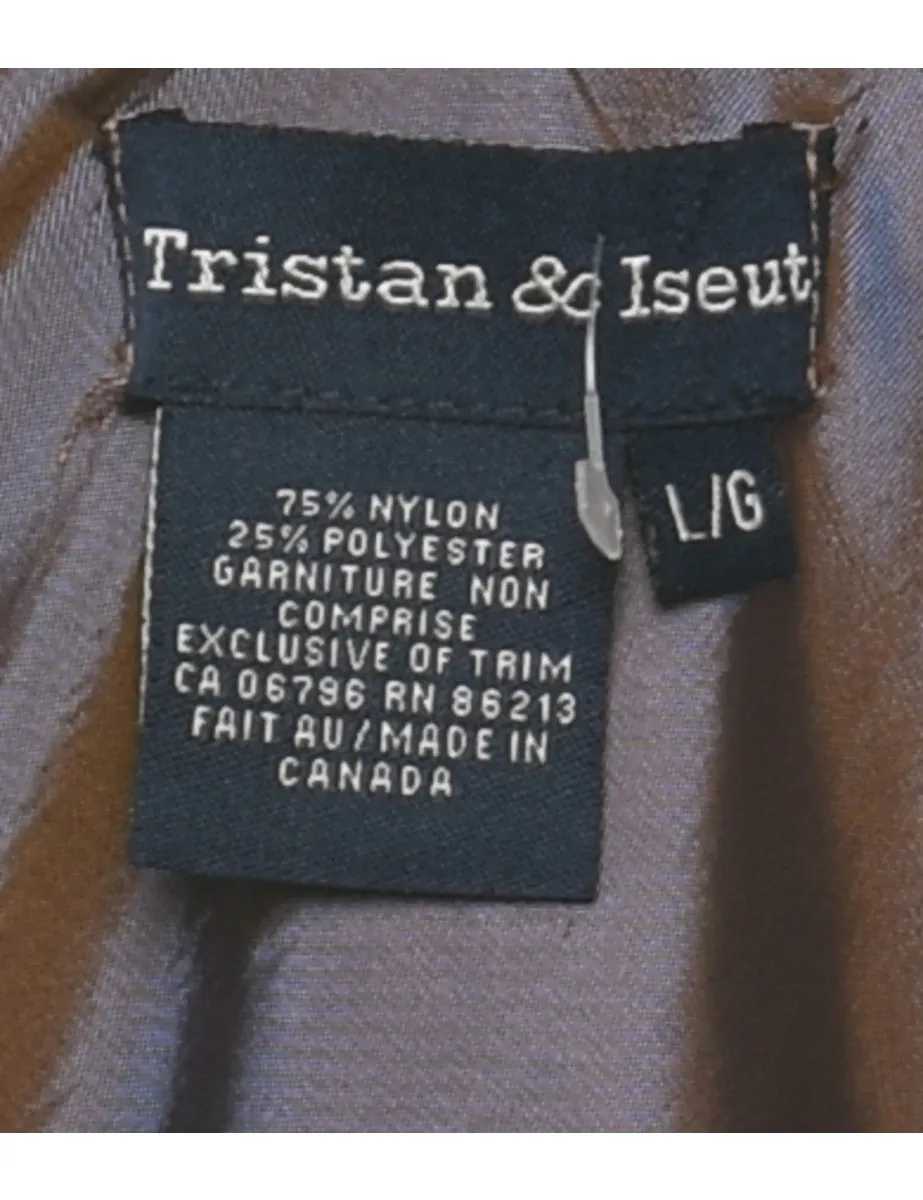 Tristan & Iseut
L/G
75% NYLON
25% POLYESTER
GARNITURE NON
COMPRISE
EXCLUSIVE OF TRIM
CA 06796 RN 86213
FAIT AU/MADE IN
CANADA